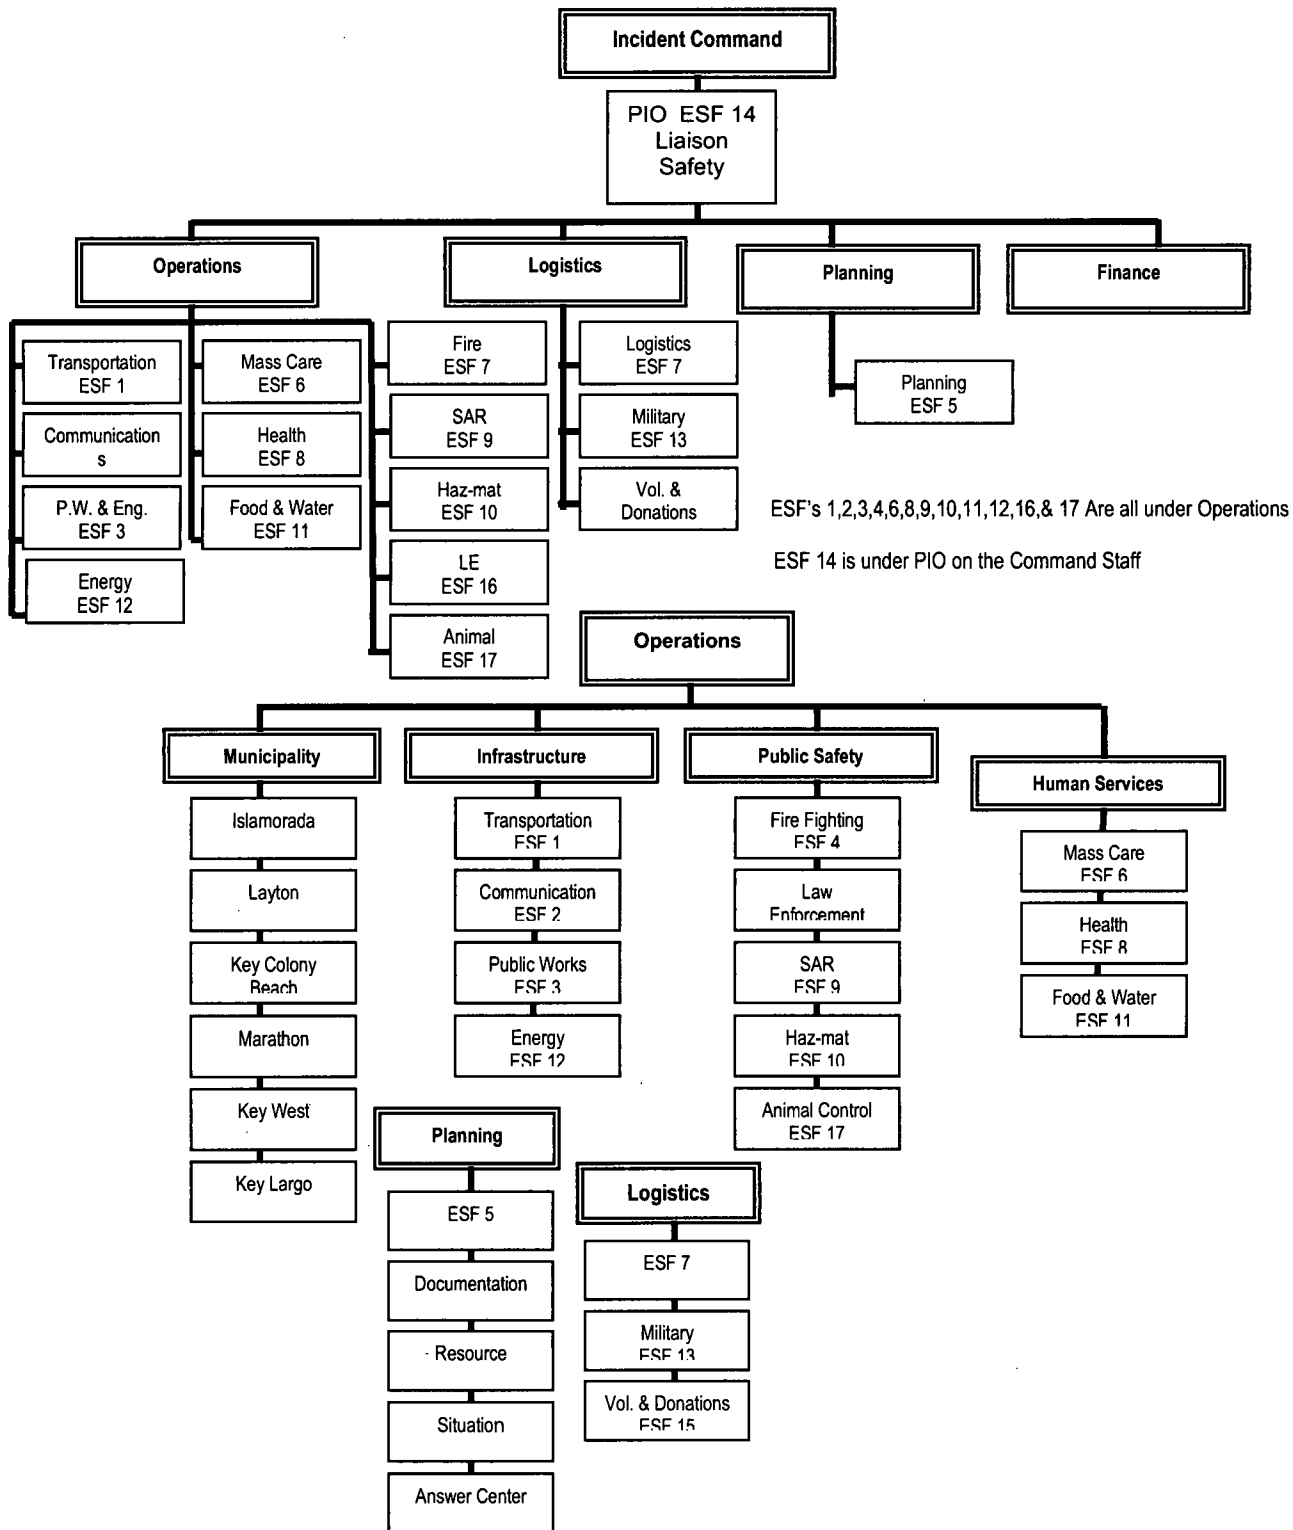 Incident Command
PIO ESF 14
Liaison
Safety
Operations
Logistics
Planning
Finance
Transportation
ESF 1
Communication
s
P.W. & Eng.
ESF 3
Energy
ESF 12
Mass Care
ESF 6
Health
ESF 8
Food & Water
ESF 11
Fire
ESF 7
SAR
ESF 9
Haz-mat
ESF 10
LE
ESF 16
Animal
ESF 17
Logistics
ESF 7
Military
ESF 13
Vol. &
Donations
Planning
ESF 5
ESF's 1,2,3,4,6,8,9,10,11,12,16,& 17 Are all under Operations
ESF 14 is under PIO on the Command Staff
Operations
Municipality
Islamorada
Layton
Key Colony
Beach
Marathon
Key West
Key Largo
Infrastructure
Transportation
ESF 1
Communication
ESF 2
Public Works
ESF 3
Energy
ESF 12
Public Safety
Fire Fighting
ESF 4
Law
Enforcement
SAR
ESF 9
Haz-mat
ESF 10
Animal Control
ESF 17
Human Services
Mass Care
ESF 6
Health
ESF 8
Food & Water
ESF 11
Planning
ESF 5
Documentation
Resource
Situation
Answer Center
Logistics
ESF 7
Military
ESF 13
Vol. & Donations
ESF 15